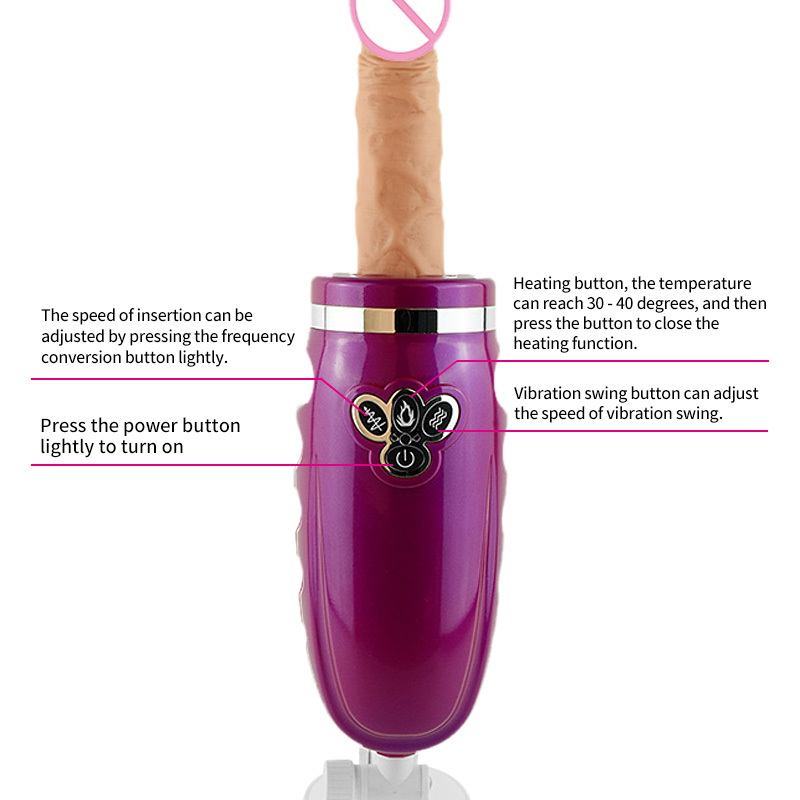 The speed of insertion can be
adjusted by pressing the frequency
conversion button lightly.
Press the power button
lightly to turn on
Heating button, the temperature
can reach 30 - 40 degrees, and then
press the button to close the
heating function.
Vibration swing button can adjust
the speed of vibration swing.